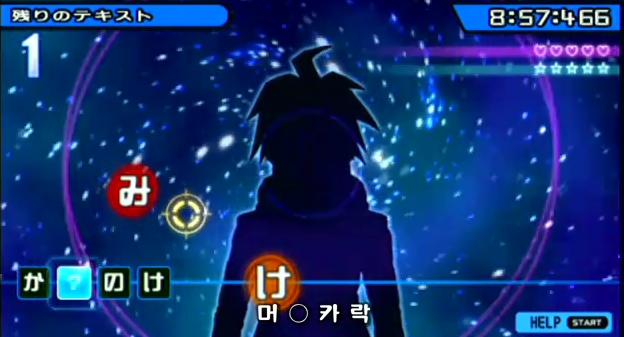 残りのテキスト
8:57:466
1
み
か ? の け
け
머 ○ 카 락
HELP START